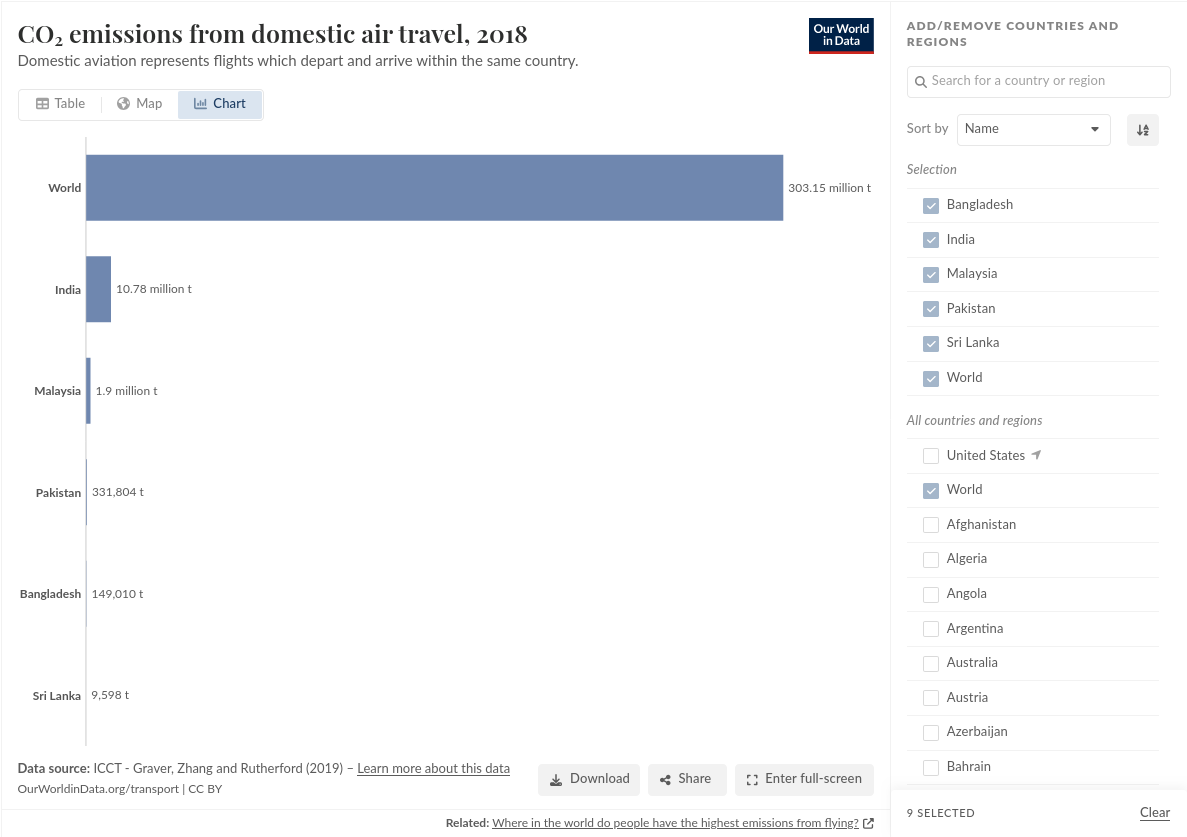 CO₂ emissions from domestic air travel, 2018
Domestic aviation represents flights which depart and arrive within the same country.
Our World
in Data
Table
Map
Chart
World
303.15 million t
India
10.78 million t
Malaysia
1.9 million t
Pakistan
331,804 t
Bangladesh
149,010 t
Sri Lanka
9,598 t
Data source: ICCT - Graver, Zhang and Rutherford (2019) – Learn more about this data
OurWorldinData.org/transport | CC BY
Download
Share
Enter full-screen
Related: Where in the world do people have the highest emissions from flying?
ADD/REMOVE COUNTRIES AND
REGIONS
Search for a country or region
Sort by
Name
Selection
Bangladesh
India
Malaysia
Pakistan
Sri Lanka
World
All countries and regions
United States
World
Afghanistan
Algeria
Angola
Argentina
Australia
Austria
Azerbaijan
Bahrain
9 SELECTED
Clear